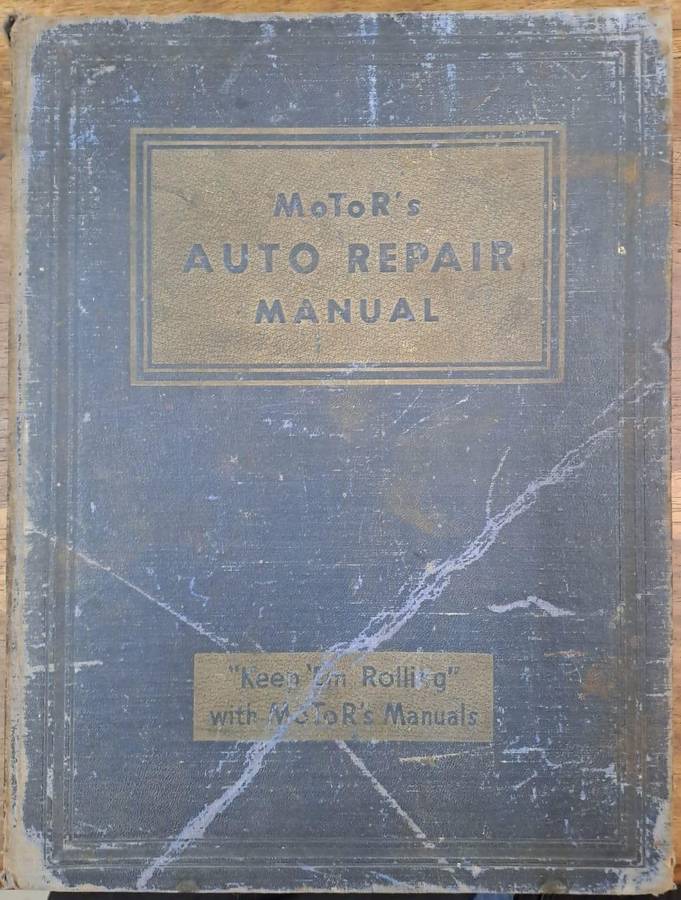 MoToR's
AUTO REPAIR
MANUAL
"Keep 'Em Rolling"
with MoToR's Manuals